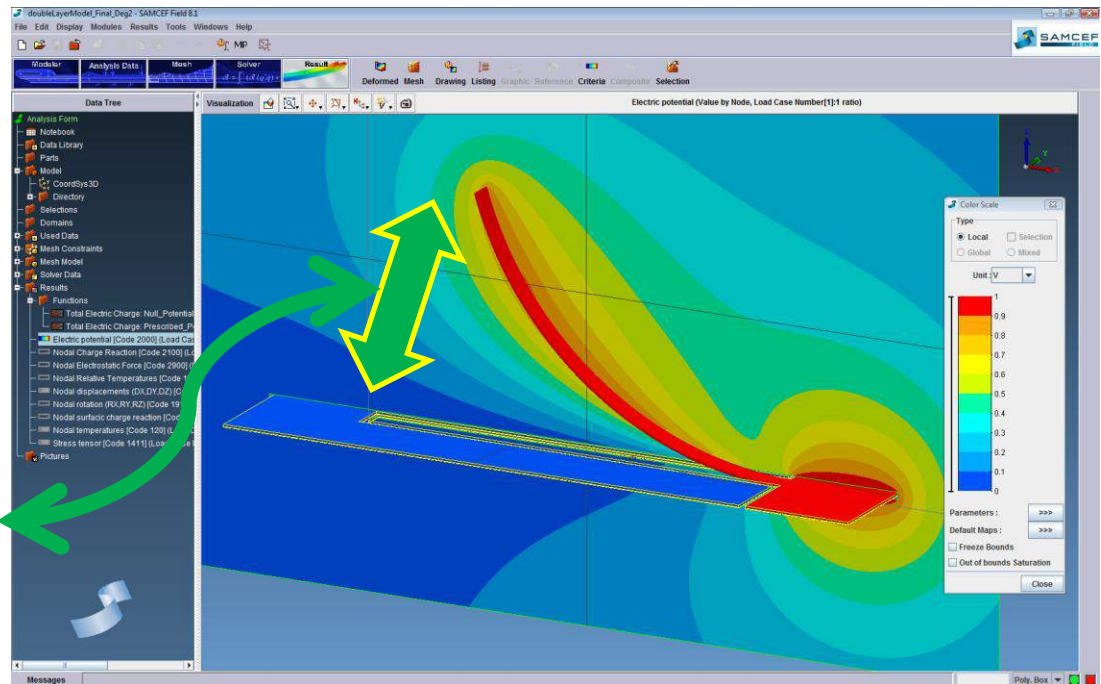 doubleLayerModel_Final_Deg2 - SAMCEF Field 8.1
File Edit Display Modules Results Tools Windows Help
MP
SAMCEF
FIELD
Modeler Analysis Data Mesh Solver Result
Deformed Mesh Drawing Listing Graphic Reference Criteria Composite Selection
Data Tree
Visualization
Electric potential (Value by Node, Load Case Number[1]:1 ratio)
Analysis Form
Notebook
Data Library
Parts
Model
CoordSys3D
Directory
Selections
Domains
Used Data
Mesh Constraints
Mesh Model
Solver Data
Results
Functions
Total Electric Charge: Null_Potential
Total Electric Charge: Prescribed_P
Electric potential [Code 2000] (Load Cas
Nodal Charge Reaction [Code 2100] (Lo
Nodal Electrostatic Force [Code 2900] (
Nodal Relative Temperatures [Code 1
Nodal displacements (DX,DY,DZ) [C
Nodal rotation (RX,RY,RZ) [Code 19
Nodal surfacic charge reaction [Cod
Nodal temperatures [Code 120] (L
Stress tensor [Code 1411] (Loa
Pictures
Color Scale
Type
Local Selection
Global Mixed
Unit : V
1
0.9
0.8
0.7
0.6
0.5
0.4
0.3
0.2
0.1
0
Parameters : >>>
Default Maps : >>>
Freeze Bounds
Out of bounds Saturation
Close
Messages
Poly. Box